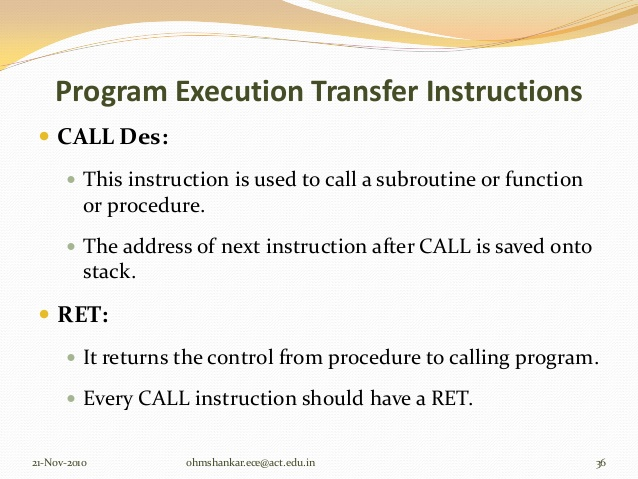 Program Execution Transfer Instructions
• CALL Des:
• This instruction is used to call a subroutine or function
or procedure.
• The address of next instruction after CALL is saved onto
stack.
• RET:
• It returns the control from procedure to calling program.
• Every CALL instruction should have a RET.
21-Nov-2010 ohmshankar.ece@act.edu.in 36